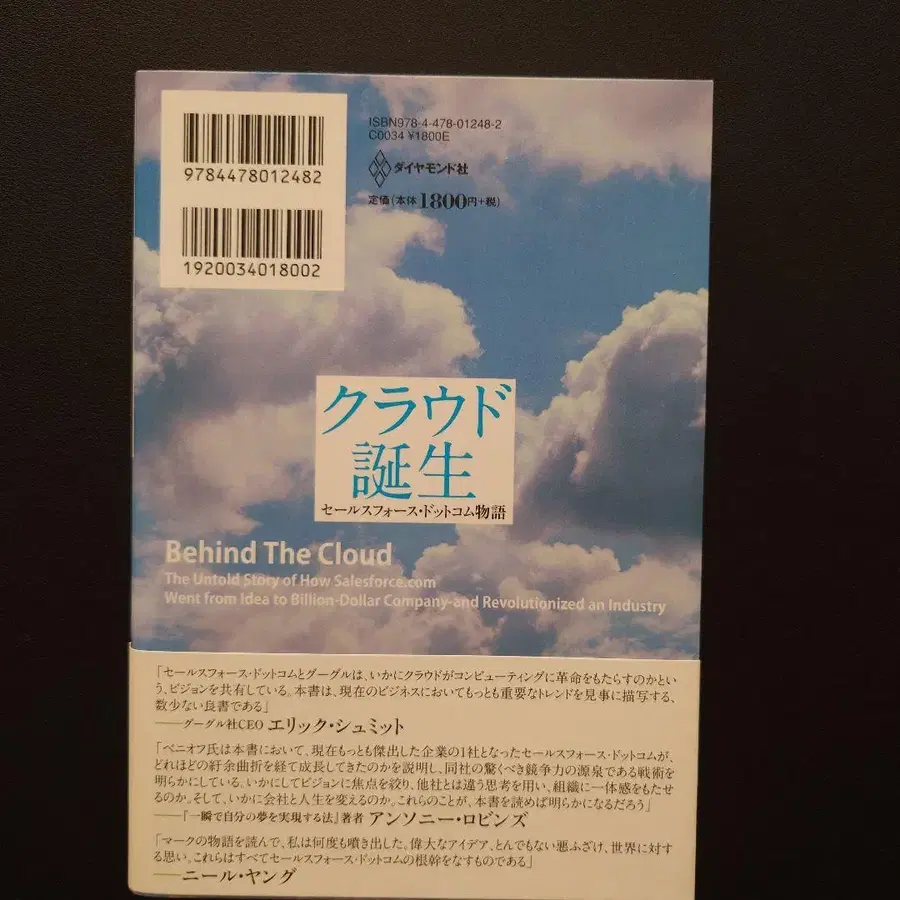 9784478012482
1920034018002
ISBN978-4-478-01248-2
C0034 ¥1800E
ダイヤモンド社
定価(本体1800円+税)
クラウド
誕生
セールスフォース・ドットコム物語
Behind The Cloud
The Untold Story of How Salesforce.com
Went from Idea to Billion-Dollar Company-and Revolutionized an Industry
「セールスフォース・ドットコムとグーグルは、いかにクラウドがコンピューティングに革命をもたらすのかとい
う、ビジョンを共有している。本書は、現在のビジネスにおいてもっとも重要なトレンドを見事に描写する、
数少ない良書である」
——グーグル社CEO エリック・シュミット
「ベニオフ氏は本書において、現在もっとも傑出した企業の1社となったセールスフォース・ドットコムが、
どれほどの紆余曲折を経て成長してきたのかを説明し、同社の驚くべき競争力の源泉である戦術を
明らかにしている。いかにしてビジョンに焦点を絞り、他社とは違う思考を用い、組織に一体感をもたせ
るのか。そして、いかに会社と人生を変えるのか。これらのことが、本書を読めば明らかになるだろう」
——『一瞬で自分の夢を実現する法』著者 アンソニー・ロビンズ
「マークの物語を読んで、私は何度も噴き出した。偉大なアイデア、とんでもない悪ふざけ、世界に対す
る思い。これらはすべてセールスフォース・ドットコムの根幹をなすものである」
——ニール・ヤング